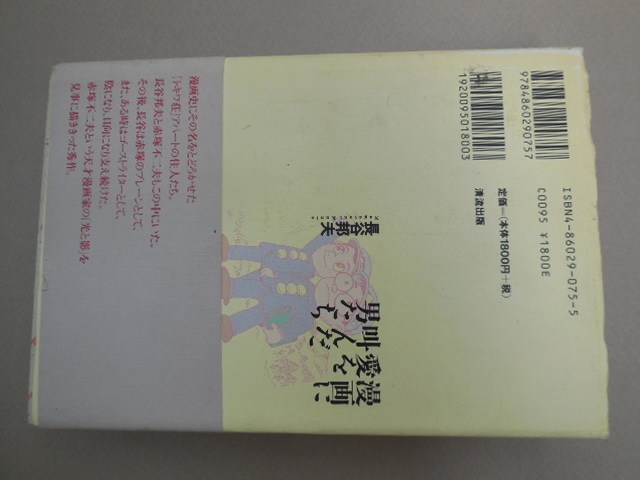 9784860290757
1920095018003
ISBN4-86029-075-5
C0095 ¥1800E
定価―(本体1800円+税)
清流出版
漫画に
愛を
叫んだ
男たち
長谷邦夫
漫画史にその名をとどろかせた
「トキワ荘」アパートの住人たち。
長谷邦夫と赤塚不二夫もこの中にいた。
その後、長谷は赤塚のブレーンとして、
また、ある時はゴーストライターとして、
陰になり、日向になり支え続けた。
赤塚不二夫という天才漫画家の「光と影」を
見事に描ききった秀作。